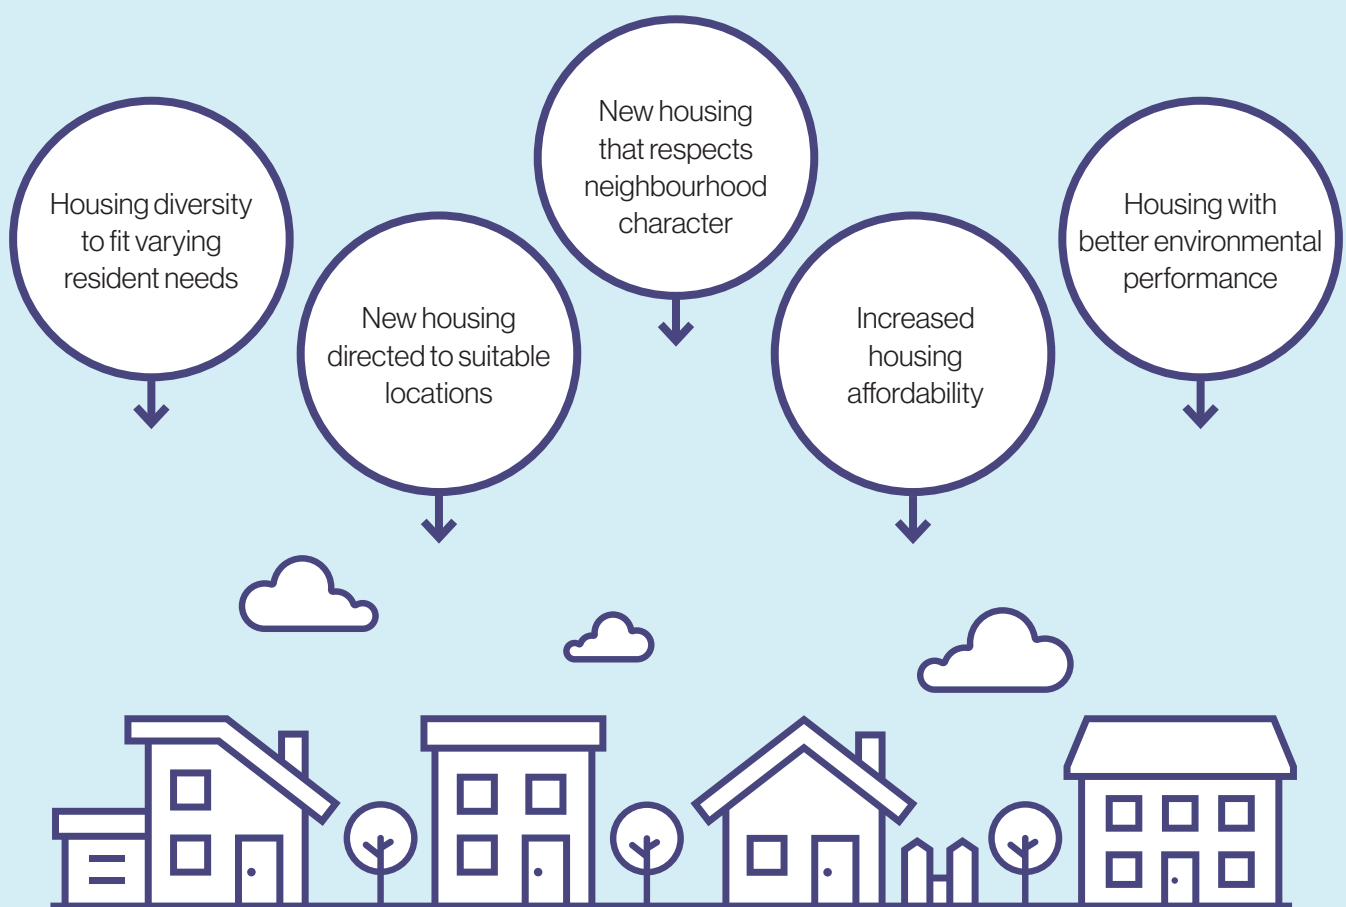 Housing diversity
to fit varying
resident needs
New housing
directed to suitable
locations
New housing
that respects
neighbourhood
character
Increased
housing
affordability
Housing with
better environmental
performance